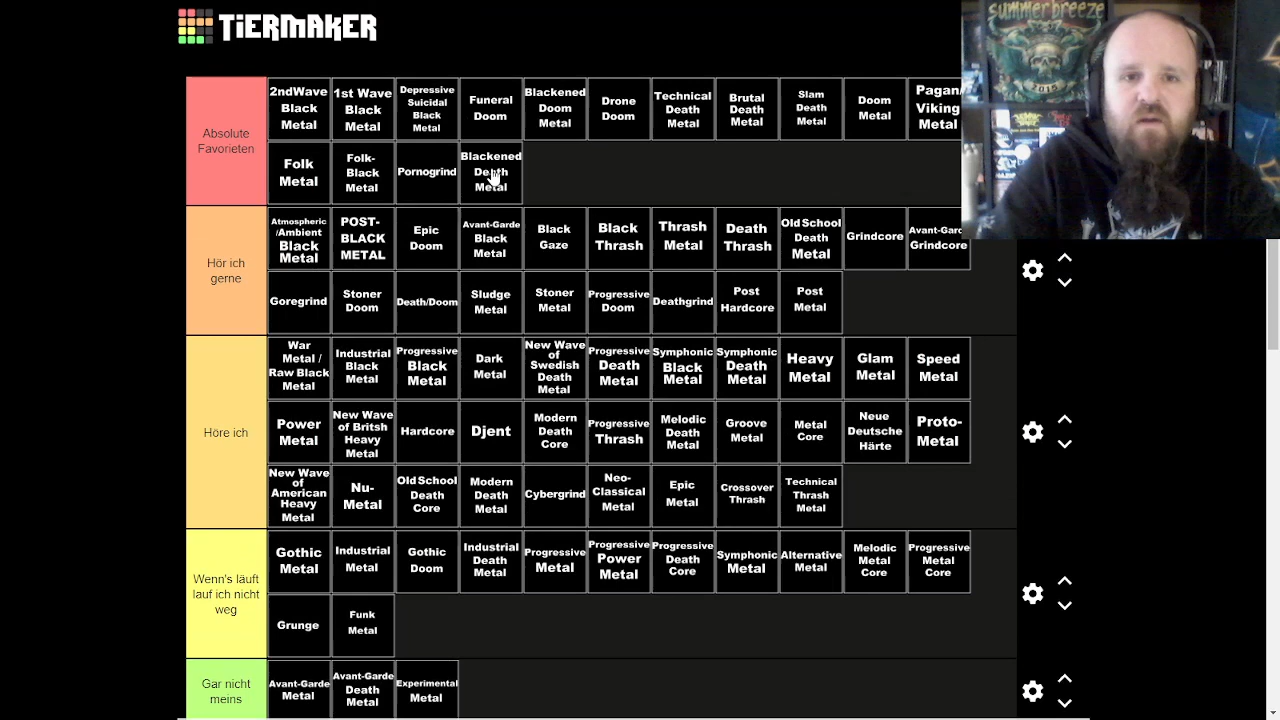 TiERMAKER
summerbreeze
2015
Absolute
Favorieten
2ndWave
Black
Metal
1st Wave
Black
Metal
Depressive
Suicidal
Black
Metal
Funeral
Doom
Blackened
Doom
Metal
Drone
Doom
Technical
Death
Metal
Brutal
Death
Metal
Slam
Death
Metal
Doom
Metal
Pagan/
Viking
Metal
Folk
Metal
Folk-
Black
Metal
Pornogrind
Blackened
Death
Metal
Hör ich
gerne
Atmospheric
/Ambient
Black
Metal
POST-
BLACK
METAL
Epic
Doom
Avant-Garde
Black
Metal
Black
Gaze
Black
Thrash
Thrash
Metal
Death
Thrash
Old School
Death
Metal
Grindcore
Avant-Gard
Grindcore
Goregrind
Stoner
Doom
Death/Doom
Sludge
Metal
Stoner
Metal
Progressive
Doom
Deathgrind
Post
Hardcore
Post
Metal
Höre ich
War
Metal /
Raw Black
Metal
Industrial
Black
Metal
Progressive
Black
Metal
Dark
Metal
New Wave
of
Swedish
Death
Metal
Progressive
Death
Metal
Symphonic
Black
Metal
Symphonic
Death
Metal
Heavy
Metal
Glam
Metal
Speed
Metal
Power
Metal
New Wave
of Britsh
Heavy
Metal
Hardcore
Djent
Modern
Death
Core
Progressive
Thrash
Melodic
Death
Metal
Groove
Metal
Metal
Core
Neue
Deutsche
Härte
Proto-
Metal
New Wave
of
American
Heavy
Metal
Nu-
Metal
Old School
Death
Core
Modern
Death
Metal
Cybergrind
Neo-
Classical
Metal
Epic
Metal
Crossover
Thrash
Technical
Thrash
Metal
Wenn's läuft
lauf ich nicht
weg
Gothic
Metal
Industrial
Metal
Gothic
Doom
Industrial
Death
Metal
Progressive
Metal
Progressive
Power
Metal
Progressive
Death
Core
Symphonic
Metal
Alternative
Metal
Melodic
Metal
Core
Progressive
Metal
Core
Grunge
Funk
Metal
Gar nicht
meins
Avant-Garde
Metal
Avant-Garde
Death
Metal
Experimental
Metal